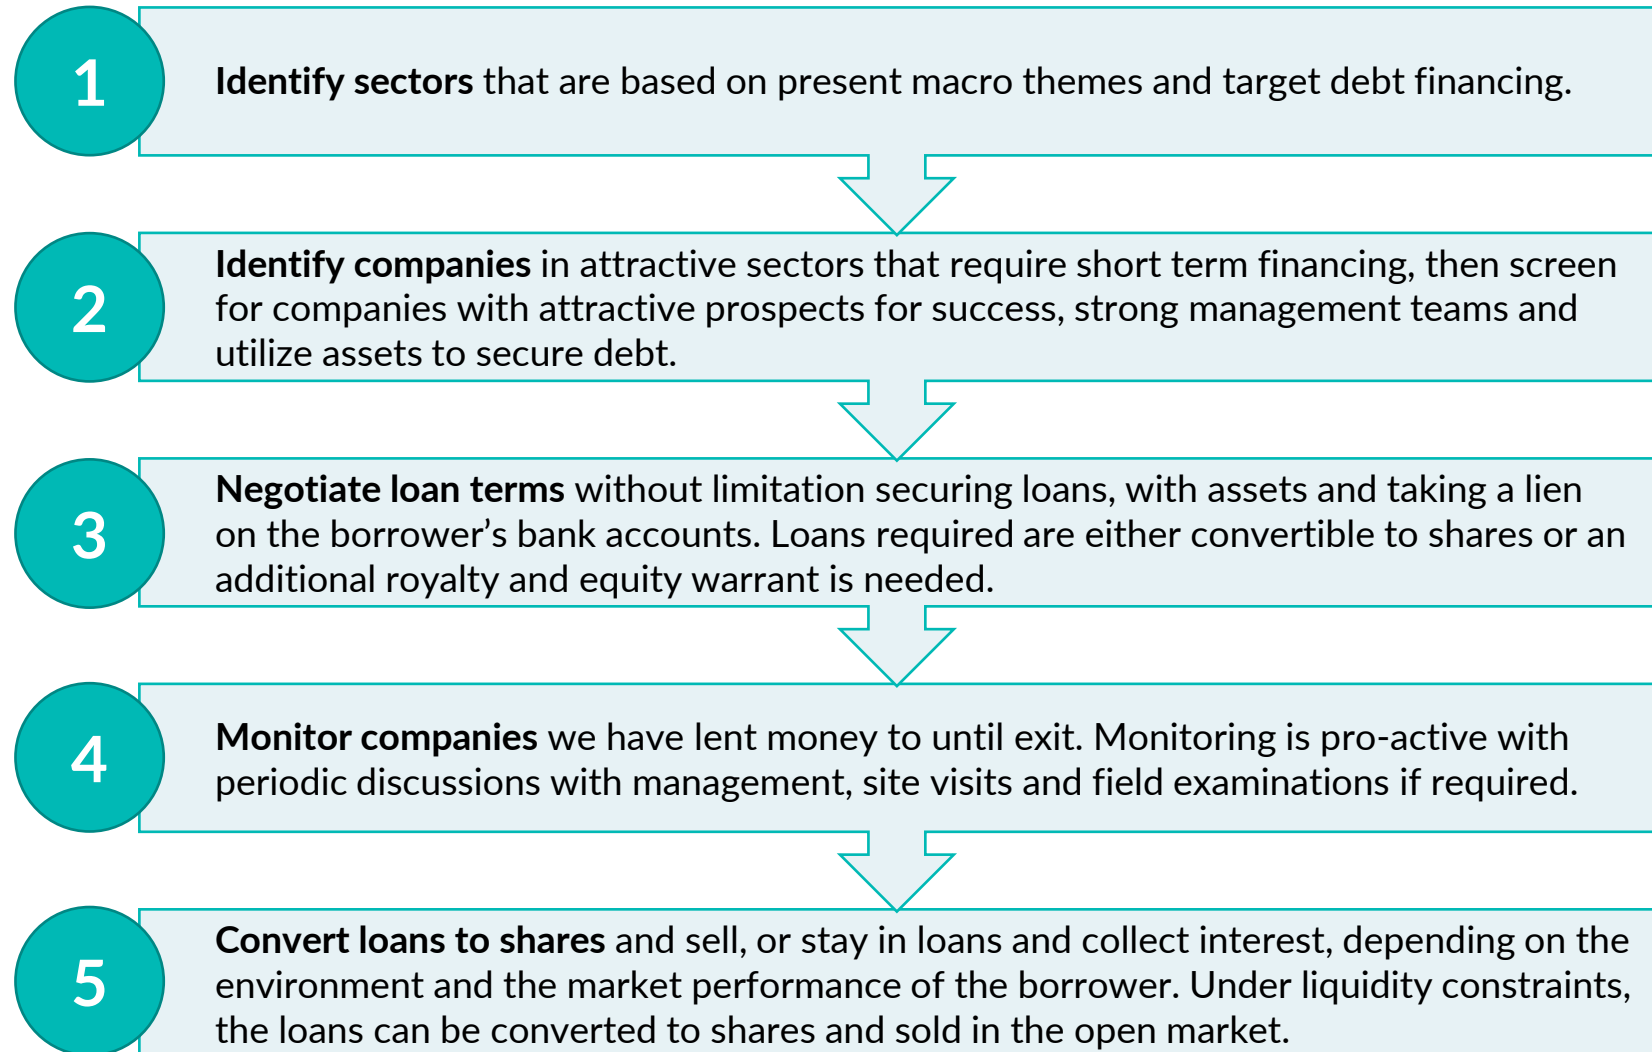 1
Identify sectors that are based on present macro themes and target debt financing.
2
Identify companies in attractive sectors that require short term financing, then screen
for companies with attractive prospects for success, strong management teams and
utilize assets to secure debt.
3
Negotiate loan terms without limitation securing loans, with assets and taking a lien
on the borrower’s bank accounts. Loans required are either convertible to shares or an
additional royalty and equity warrant is needed.
4
Monitor companies we have lent money to until exit. Monitoring is pro-active with
periodic discussions with management, site visits and field examinations if required.
5
Convert loans to shares and sell, or stay in loans and collect interest, depending on the
environment and the market performance of the borrower. Under liquidity constraints,
the loans can be converted to shares and sold in the open market.